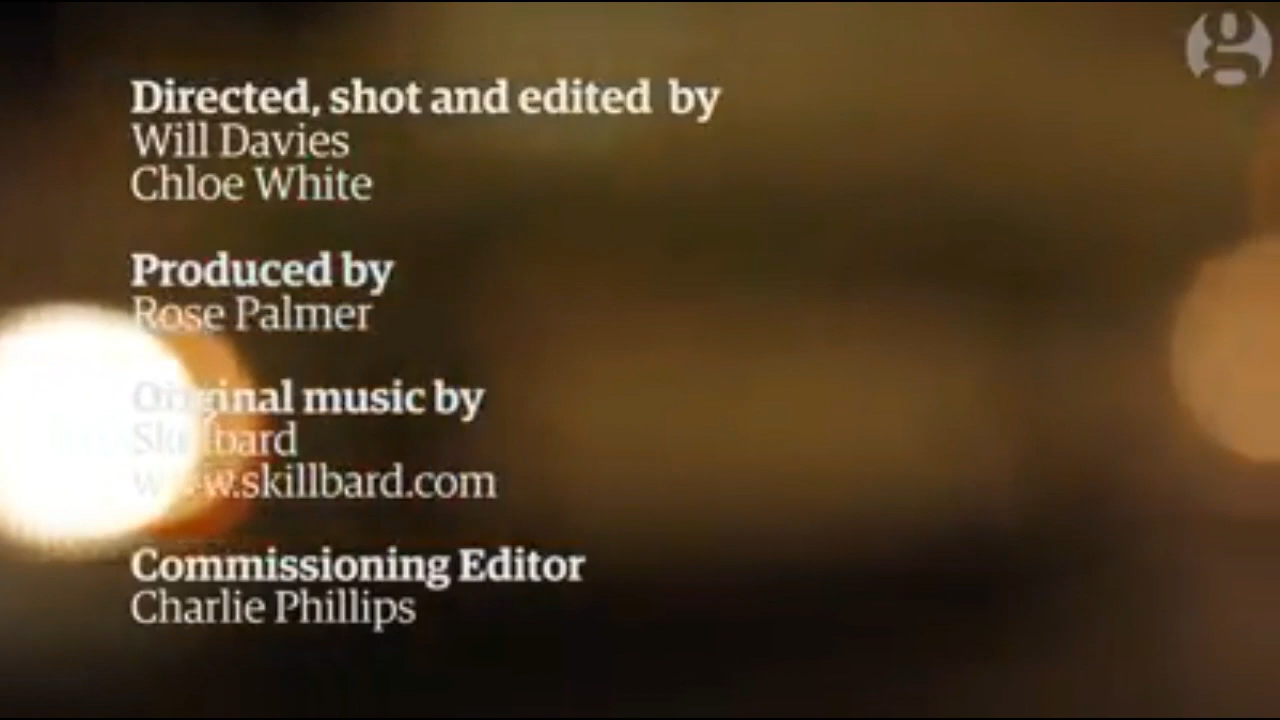 Directed, shot and edited by
Will Davies
Chloe White
Produced by
Rose Palmer
Original music by
Skillbard
www.skillbard.com
Commissioning Editor
Charlie Phillips